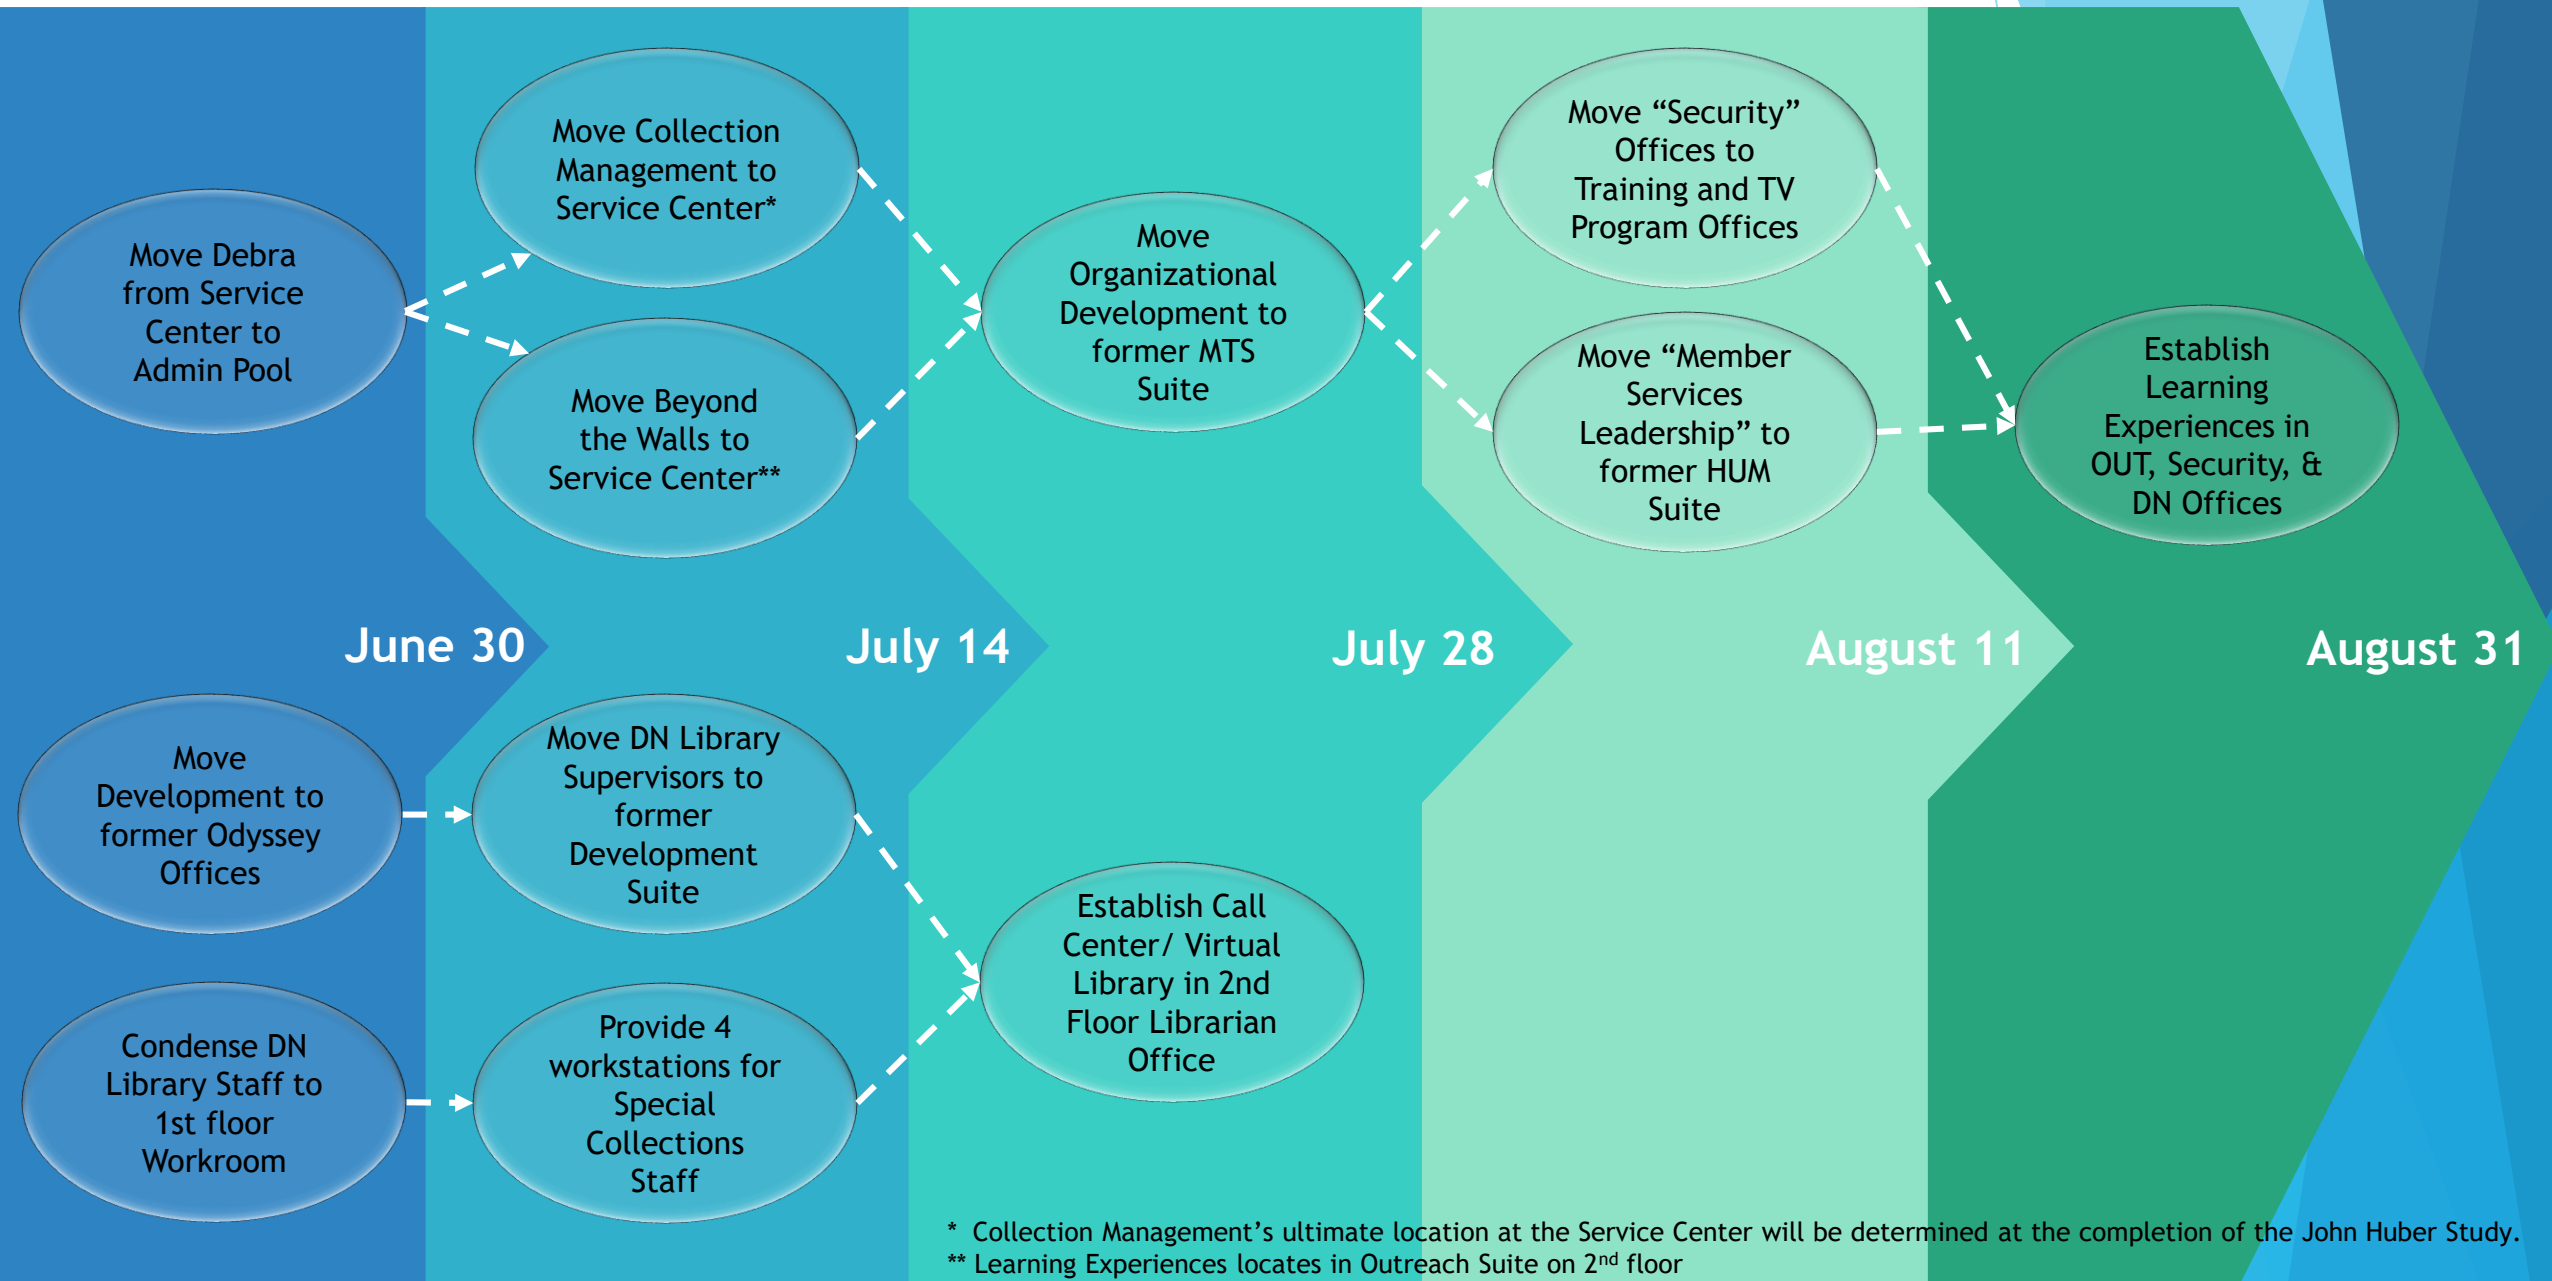 Move Debra
from Service
Center to
Admin Pool
Move Collection
Management to
Service Center*
Move Beyond
the Walls to
Service Center**
Move
Organizational
Development to
former MTS
Suite
Move “Security”
Offices to
Training and TV
Program Offices
Move “Member
Services
Leadership” to
former HUM
Suite
Establish
Learning
Experiences in
OUT, Security, &
DN Offices
June 30
July 14
July 28
August 11
August 31
Move
Development to
former Odyssey
Offices
Condense DN
Library Staff to
1st floor
Workroom
Move DN Library
Supervisors to
former
Development
Suite
Provide 4
workstations for
Special
Collections
Staff
Establish Call
Center/ Virtual
Library in 2nd
Floor Librarian
Office
* Collection Management’s ultimate location at the Service Center will be determined at the completion of the John Huber Study.
** Learning Experiences locates in Outreach Suite on 2nd floor